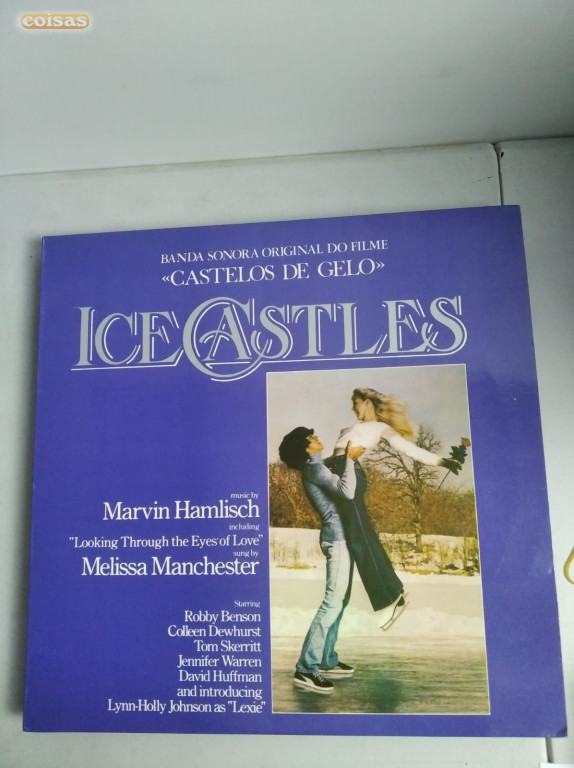 coisas
BANDA SONORA ORIGINAL DO FILME
«CASTELOS DE GELO»
ICE CASTLES
music by
Marvin Hamlisch
including
"Looking Through the Eyes of Love"
sung by
Melissa Manchester
Starring
Robby Benson
Colleen Dewhurst
Tom Skerritt
Jennifer Warren
David Huffman
and introducing
Lynn-Holly Johnson as "Lexie"